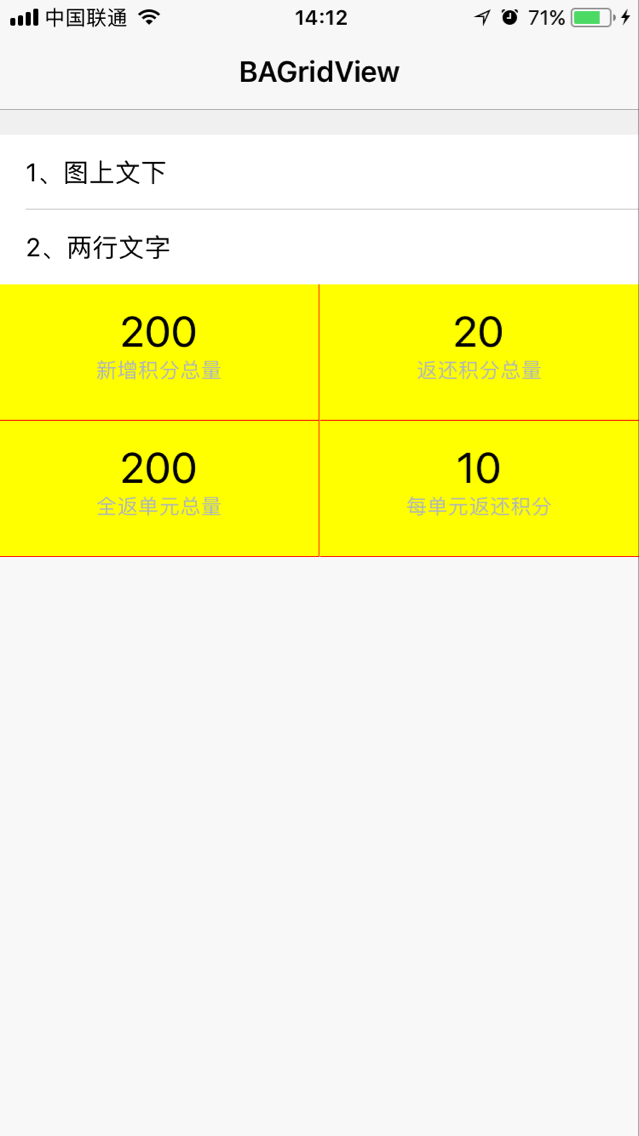 中国联通 14:12 71%
BAGridView
1、图上文下
2、两行文字
200 20
新增积分总量 返还积分总量
200 10
全返单元总量 每单元返还积分